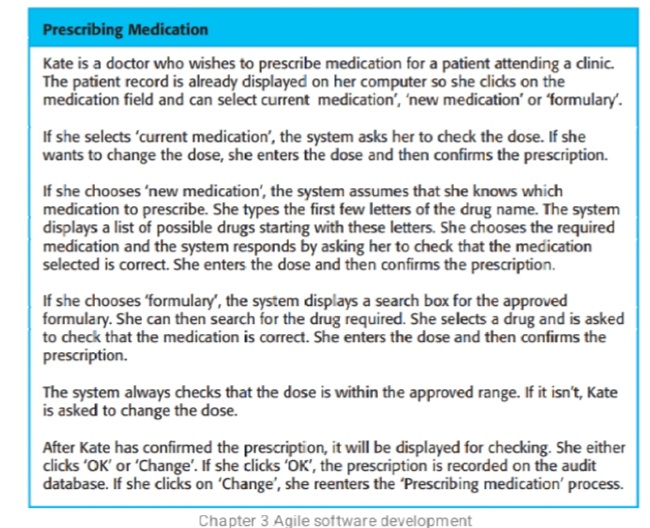 Prescribing Medication
Kate is a doctor who wishes to prescribe medication for a patient attending a clinic.
The patient record is already displayed on her computer so she clicks on the
medication field and can select current medication’, ‘new medication’ or ‘formulary’.
If she selects ‘current medication’, the system asks her to check the dose. If she
wants to change the dose, she enters the dose and then confirms the prescription.
If she chooses ‘new medication’, the system assumes that she knows which
medication to prescribe. She types the first few letters of the drug name. The system
displays a list of possible drugs starting with these letters. She chooses the required
medication and the system responds by asking her to check that the medication
selected is correct. She enters the dose and then confirms the prescription.
If she chooses ‘formulary’, the system displays a search box for the approved
formulary. She can then search for the drug required. She selects a drug and is asked
to check that the medication is correct. She enters the dose and then confirms the
prescription.
The system always checks that the dose is within the approved range. If it isn’t, Kate
is asked to change the dose.
After Kate has confirmed the prescription, it will be displayed for checking. She either
clicks ‘OK’ or ‘Change’. If she clicks ‘OK’, the prescription is recorded on the audit
database. If she clicks on ‘Change’, she reenters the ‘Prescribing medication’ process.
Chapter 3 Agile software development